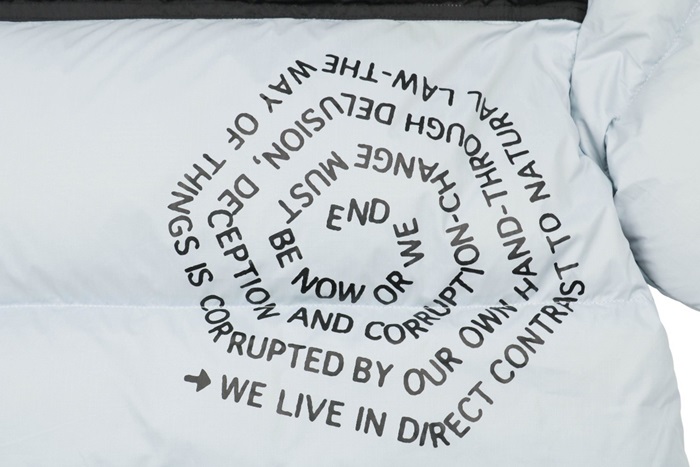 ➔ WE LIVE IN DIRECT CONTRAST TO NATURAL LAW-THE WAY OF THINGS IS CORRUPTED BY OUR OWN HAND-THROUGH DELUSION, DECEPTION AND CORRUPTION-CHANGE MUST BE NOW OR WE END